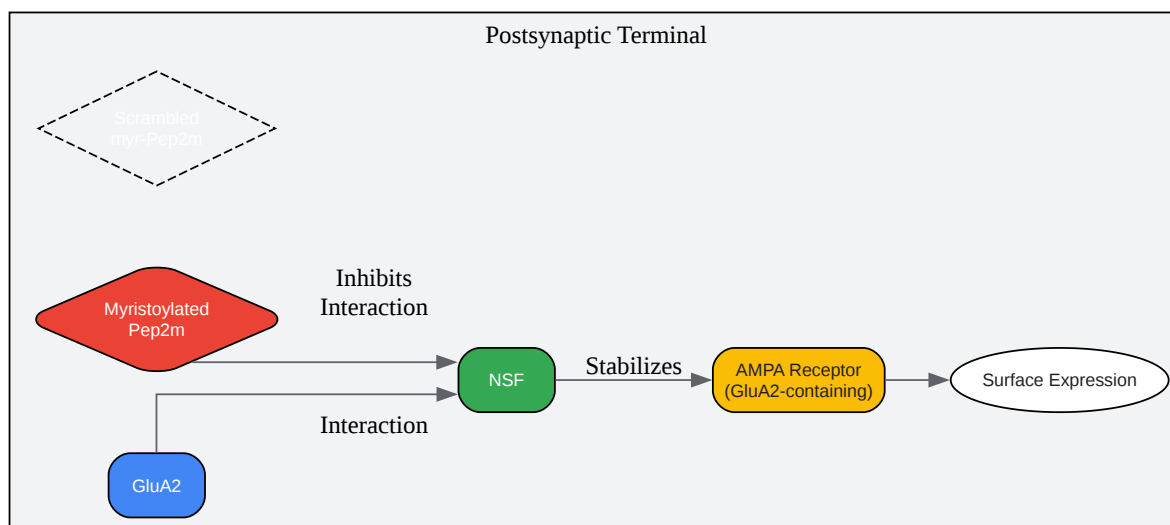 Postsynaptic Terminal
Scrambled
myr-Pep2m
Myristoylated
Pep2m
Inhibits
Interaction
NSF
Stabilizes
AMPA Receptor
(GluA2-containing)
Surface Expression
Interaction
GluA2